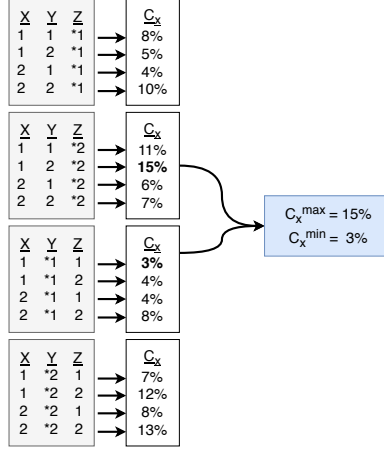 X Y Z C_x
1 1 *1 8%
1 2 *1 5%
2 1 *1 4%
2 2 *1 10%
X Y Z C_x
1 1 *2 11%
1 2 *2 15%
2 1 *2 6%
2 2 *2 7%
C_x^max = 15%
C_x^min = 3%
X Y Z C_x
1 *1 1 3%
1 *1 2 4%
2 *1 1 4%
2 *1 2 8%
X Y Z C_x
1 *2 1 7%
1 *2 2 12%
2 *2 1 8%
2 *2 2 13%